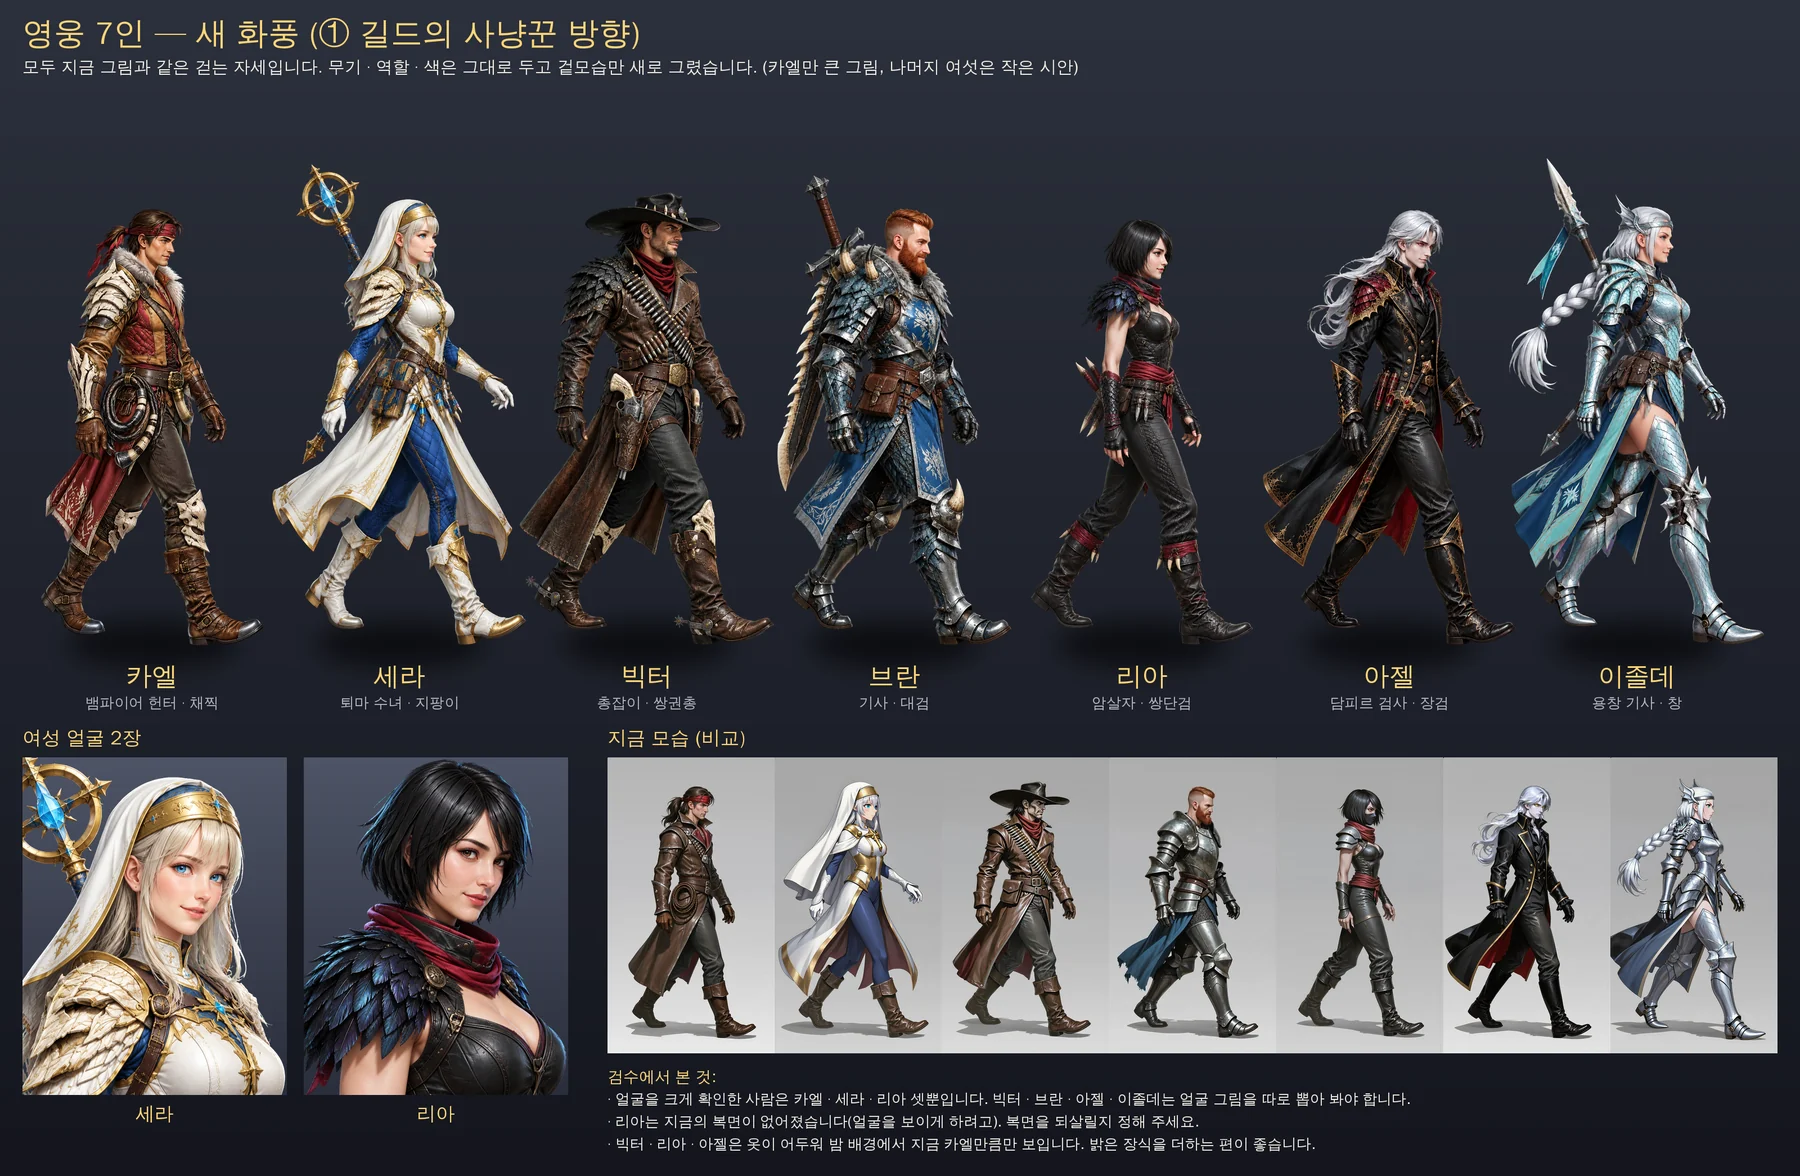 영웅 7인 — 새 화풍 (① 길드의 사냥꾼 방향)
모두 지금 그림과 같은 걷는 자세입니다. 무기 · 역할 · 색은 그대로 두고 겉모습만 새로 그렸습니다. (카엘만 큰 그림, 나머지 여섯은 작은 시안)
카엘
뱀파이어 헌터 · 채찍
세라
퇴마 수녀 · 지팡이
빅터
총잡이 · 쌍권총
브란
기사 · 대검
리아
암살자 · 쌍단검
아젤
담피르 검사 · 장검
이졸데
용창 기사 · 창
여성 얼굴 2장
세라
리아
지금 모습 (비교)
검수에서 본 것:
· 얼굴을 크게 확인한 사람은 카엘 · 세라 · 리아 셋뿐입니다. 빅터 · 브란 · 아젤 · 이졸데는 얼굴 그림을 따로 뽑아 봐야 합니다.
· 리아는 지금의 복면이 없어졌습니다(얼굴을 보이게 하려고). 복면을 되살릴지 정해 주세요.
· 빅터 · 리아 · 아젤은 옷이 어두워 밤 배경에서 지금 카엘만큼만 보입니다. 밝은 장식을 더하는 편이 좋습니다.